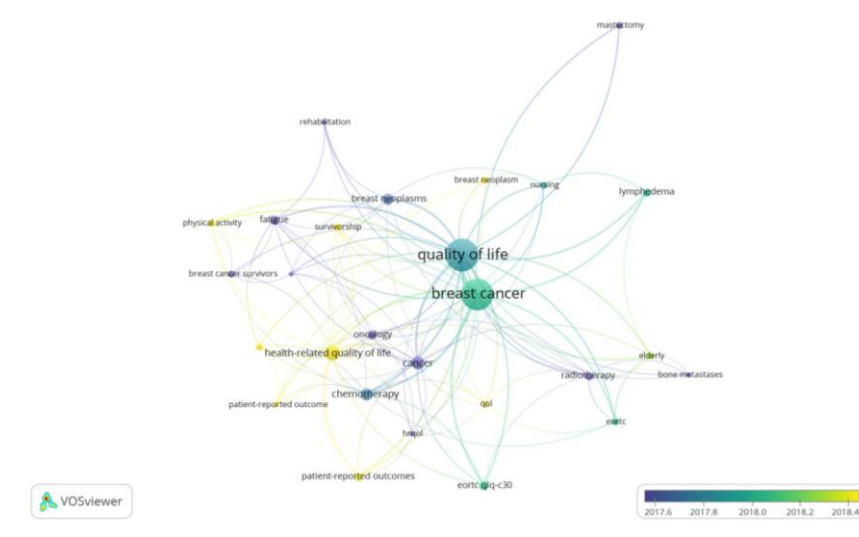 mastectomy
rehabilitation
breast neoplasm
nursing
lymphedema
breast neoplasms
physical activity
fatigue
survivorship
quality of life
breast cancer survivors
breast cancer
oncology
health-related quality of life
elderly
cancer
radiotherapy
bone metastases
chemotherapy
patient-reported outcome
qol
eortc
hrqol
patient-reported outcomes
eortc qlq-c30
VOSviewer
2017.6 2017.8 2018.0 2018.2 2018.4